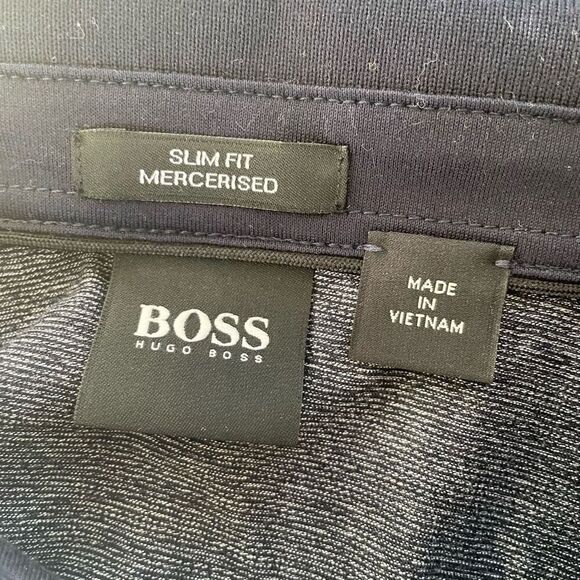 SLIM FIT
MERCERISED
BOSS
HUGO BOSS
MADE
IN
VIETNAM